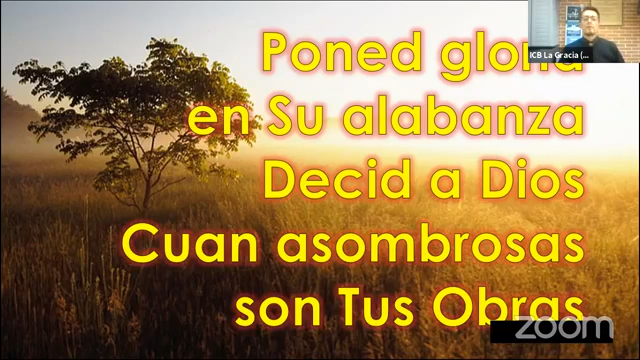 Poned gloria
en Su alabanza
Decid a Dios
Cuan asombrosas
son Tus Obras
ICB La Gracia (...
zoom